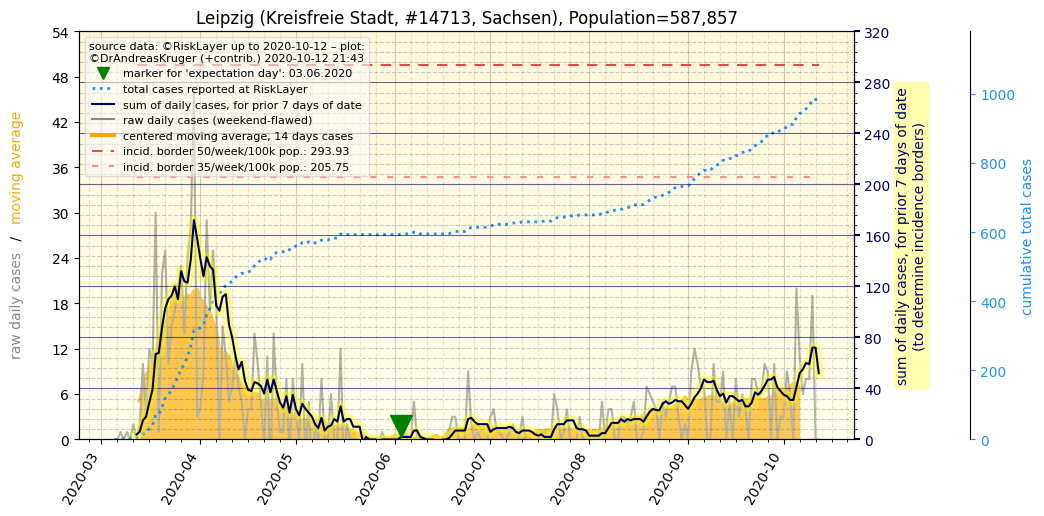 Leipzig (Kreisfreie Stadt, #14713, Sachsen), Population=587,857
source data: ©RiskLayer up to 2020-10-12 – plot:
©DrAndreasKruger (+contrib.) 2020-10-12 21:43
marker for 'expectation day': 03.06.2020
total cases reported at RiskLayer
sum of daily cases, for prior 7 days of date
raw daily cases (weekend-flawed)
centered moving average, 14 days cases
incid. border 50/week/100k pop.: 293.93
incid. border 35/week/100k pop.: 205.75
raw daily cases / moving average
54
48
42
36
30
24
18
12
6
0
2020-03
2020-04
2020-05
2020-06
2020-07
2020-08
2020-09
2020-10
320
280
240
200
160
120
80
40
0
sum of daily cases, for prior 7 days of date
(to determine incidence borders)
1000
800
600
400
200
0
cumulative total cases